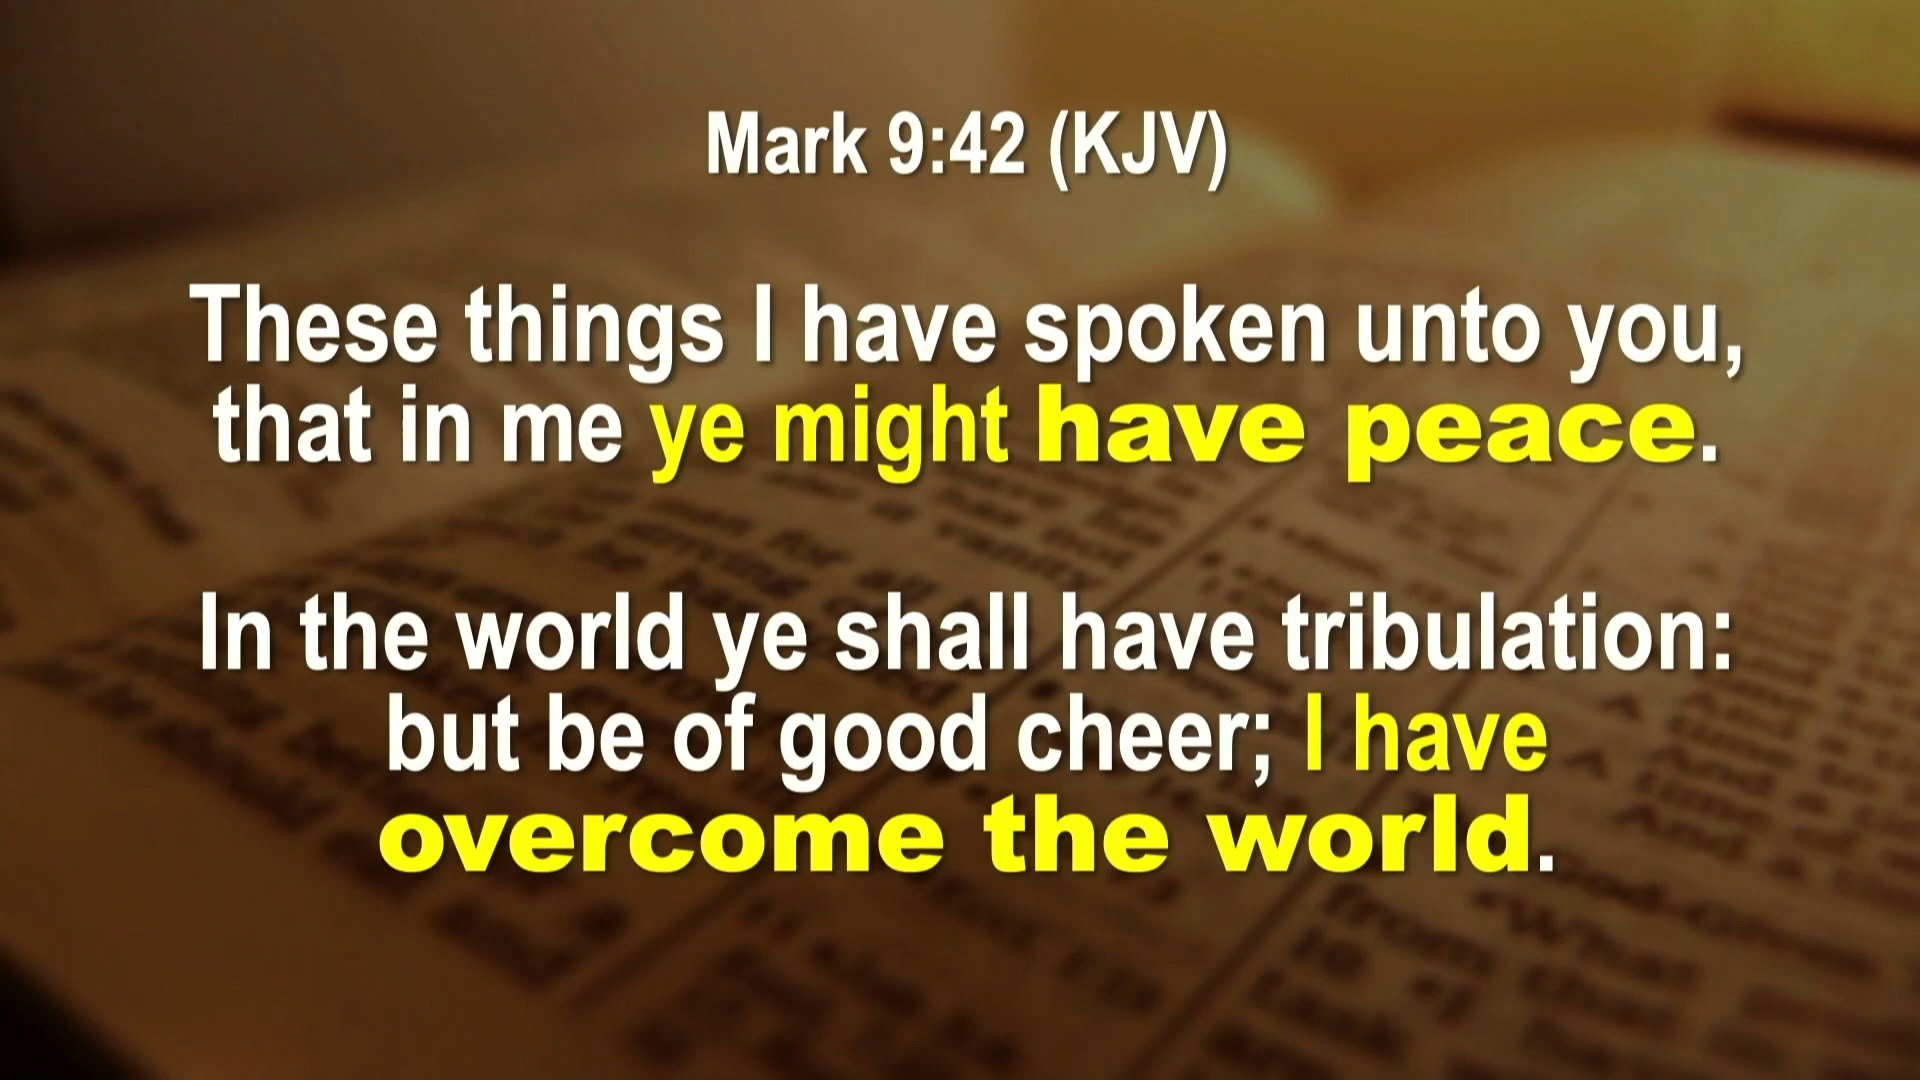 Mark 9:42 (KJV)
These things I have spoken unto you,
that in me ye might have peace.
In the world ye shall have tribulation:
but be of good cheer; I have
overcome the world.